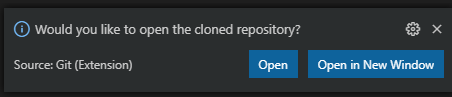 Would you like to open the cloned repository?
Source: Git (Extension)
Open
Open in New Window